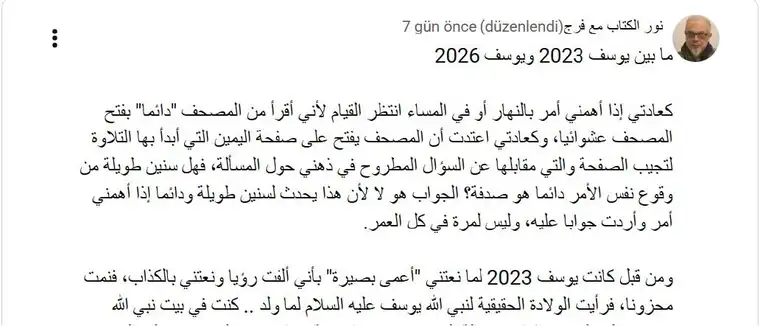 نور الكتاب مع فرج 7 gün önce (düzenlendi)
ما بين يوسف 2023 ويوسف 2026
كعادتي إذا أهمني أمر بالنهار أو في المساء انتظر القيام لأني أقرأ من المصحف "دائما" بفتح
المصحف عشوائيا، وكعادتي اعتدت أن المصحف يفتح على صفحة اليمين التي أبدأ بها التلاوة
لتجيب الصفحة والتي مقابلها عن السؤال المطروح في ذهني حول المسألة، فهل سنين طويلة من
وقوع نفس الأمر دائما هو صدفة؟ الجواب هو لا لأن هذا يحدث لسنين طويلة ودائما إذا أهمني
أمر وأردت جوابا عليه، وليس لمرة في كل العمر.
ومن قبل كانت يوسف 2023 لما نعتني "أعمى بصيرة" بأني ألفت رؤيا ونعتني بالكذاب، فنمت
محزونا، فرأيت الولادة الحقيقية لنبي الله يوسف عليه السلام لما ولد .. كنت في بيت نبي الله